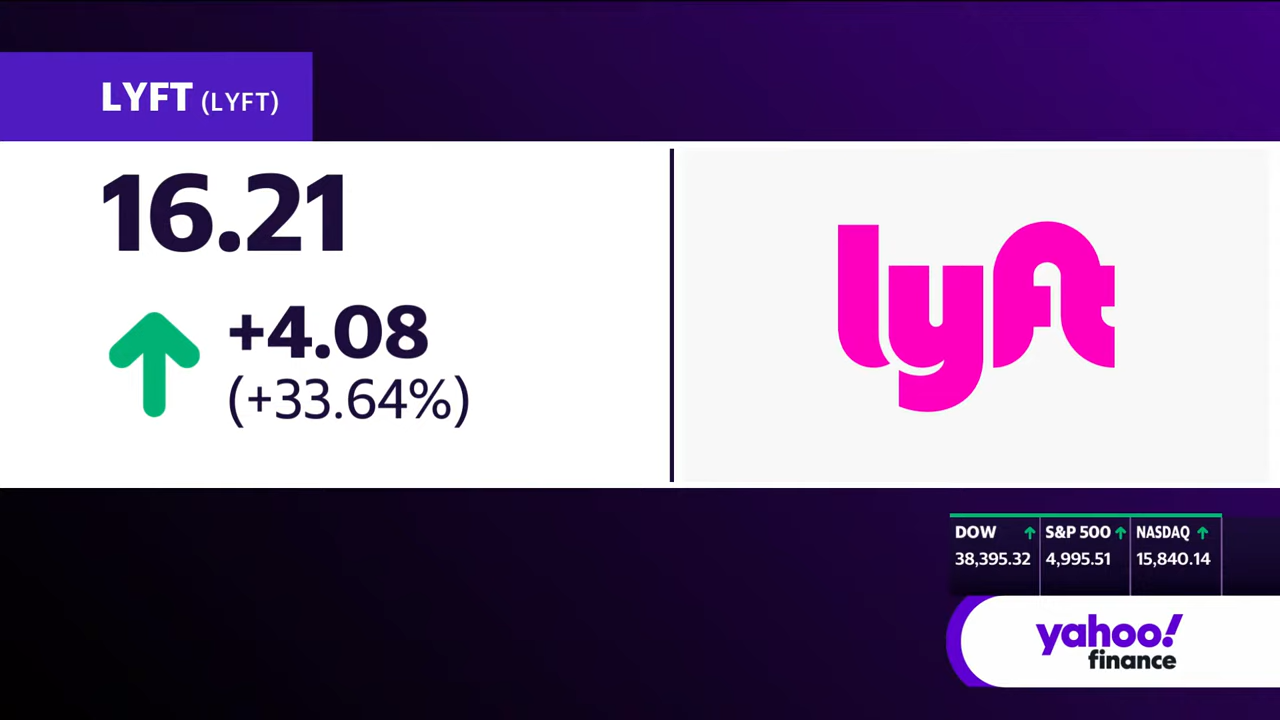 LYFT (LYFT)
16.21
+4.08
(+33.64%)
lyft
DOW S&P 500 NASDAQ
38,395.32 4,995.51 15,840.14
yahoo!
finance